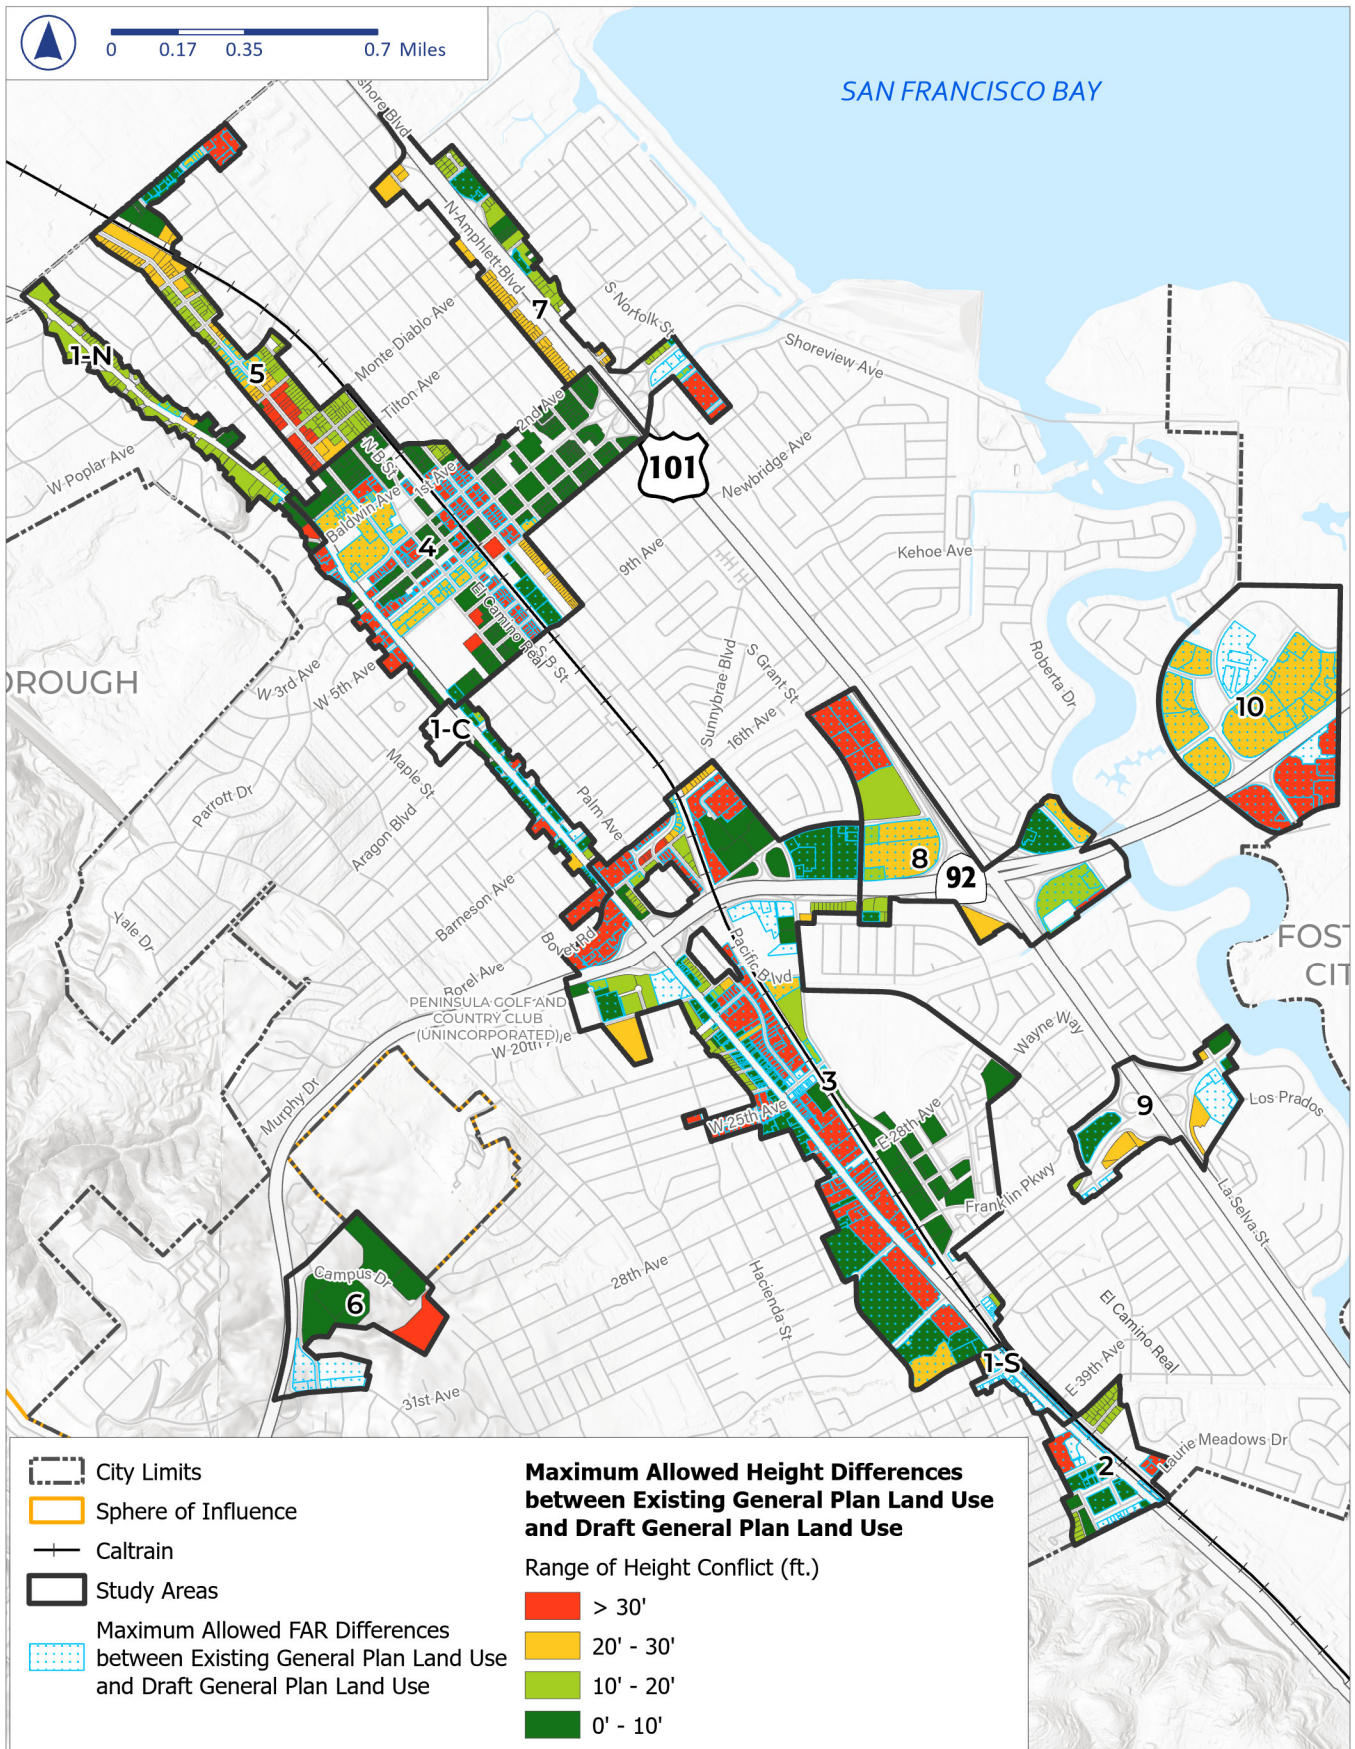 0 0.17 0.35 0.7 Miles
SAN FRANCISCO BAY
shore Blvd
N Amphlett Blvd
7
S Norfolk St
Shoreview Ave
1-N
5
Monte Diablo Ave
Tilton Ave
2nd Ave
W Poplar Ave
N B St
1st Ave
Baldwin Ave
4
101
Newbridge Ave
9th Ave
Kehoe Ave
El Camino Real
S B St
OROUGH
W 3rd Ave
W 5th Ave
Sunnybrae Blvd
S Grant St
Roberta Dr
10
1-C
16th Ave
Maple St
Parrott Dr
Aragon Blvd
Palm Ave
8
92
Yale Dr
Barneson Ave
Bovet Rd
Borel Ave
Pacific Blvd
FOST
CIT
PENINSULA GOLF AND
COUNTRY CLUB
(UNINCORPORATED)
W 20th Ave
Wayne Way
3
Murphy Dr
W 25th Ave
E 28th Ave
9
Los Prados
Franklin Pkwy
La Selva St
Campus Dr
6
28th Ave
Hacienda St
El Camino Real
1-S
E 39th Ave
31st Ave
Laurie Meadows Dr
2
City Limits
Sphere of Influence
Caltrain
Study Areas
Maximum Allowed FAR Differences
between Existing General Plan Land Use
and Draft General Plan Land Use
Maximum Allowed Height Differences
between Existing General Plan Land Use
and Draft General Plan Land Use
Range of Height Conflict (ft.)
> 30'
20' - 30'
10' - 20'
0' - 10'